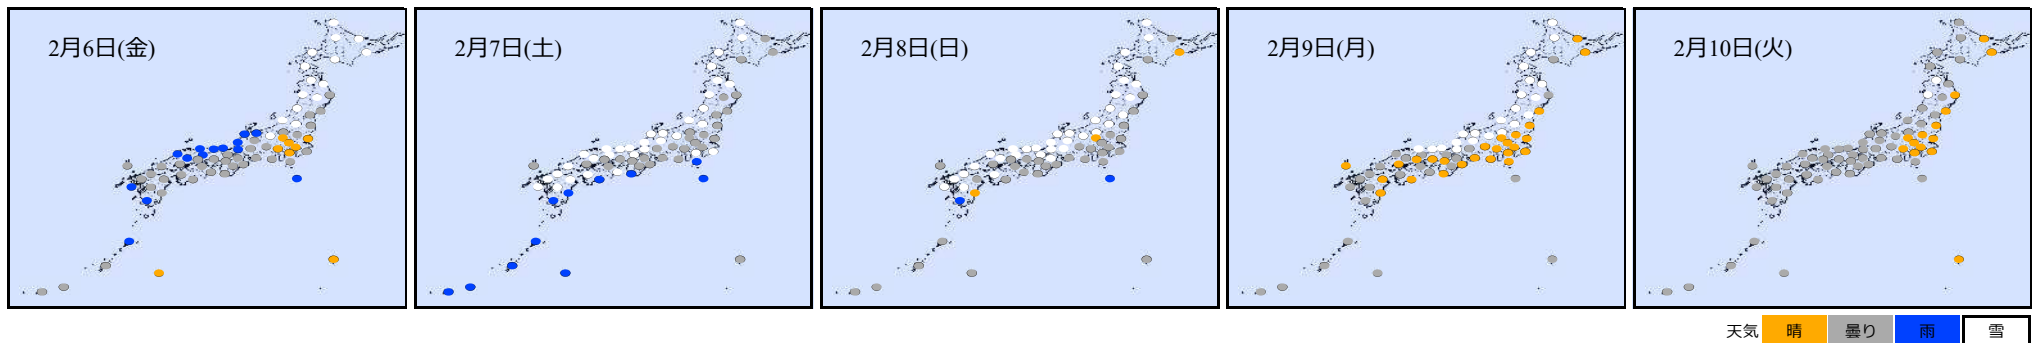 2月6日(金)
2月7日(土)
2月8日(日)
2月9日(月)
2月10日(火)
天気 晴 曇り 雨 雪